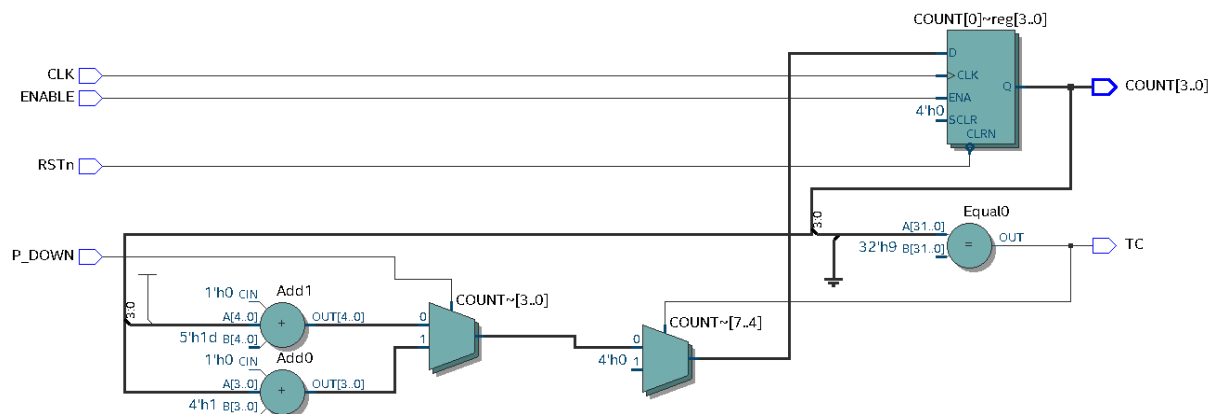 COUNT[0]~reg[3..0]
D
CLK
CLK
ENABLE
ENA
Q
COUNT[3..0]
4'h0
SCLR
CLRN
RSTn
Equal0
3:0
A[31..0]
OUT
TC
32'h9
B[31..0]
=
P_DOWN
1'h0
CIN
Add1
COUNT~[3..0]
3:0
A[4..0]
+
OUT[4..0]
0
COUNT~[7..4]
5'h1d
B[4..0]
1
0
1'h0
CIN
Add0
4'h0
1
A[3..0]
+
OUT[3..0]
4'h1
B[3..0]